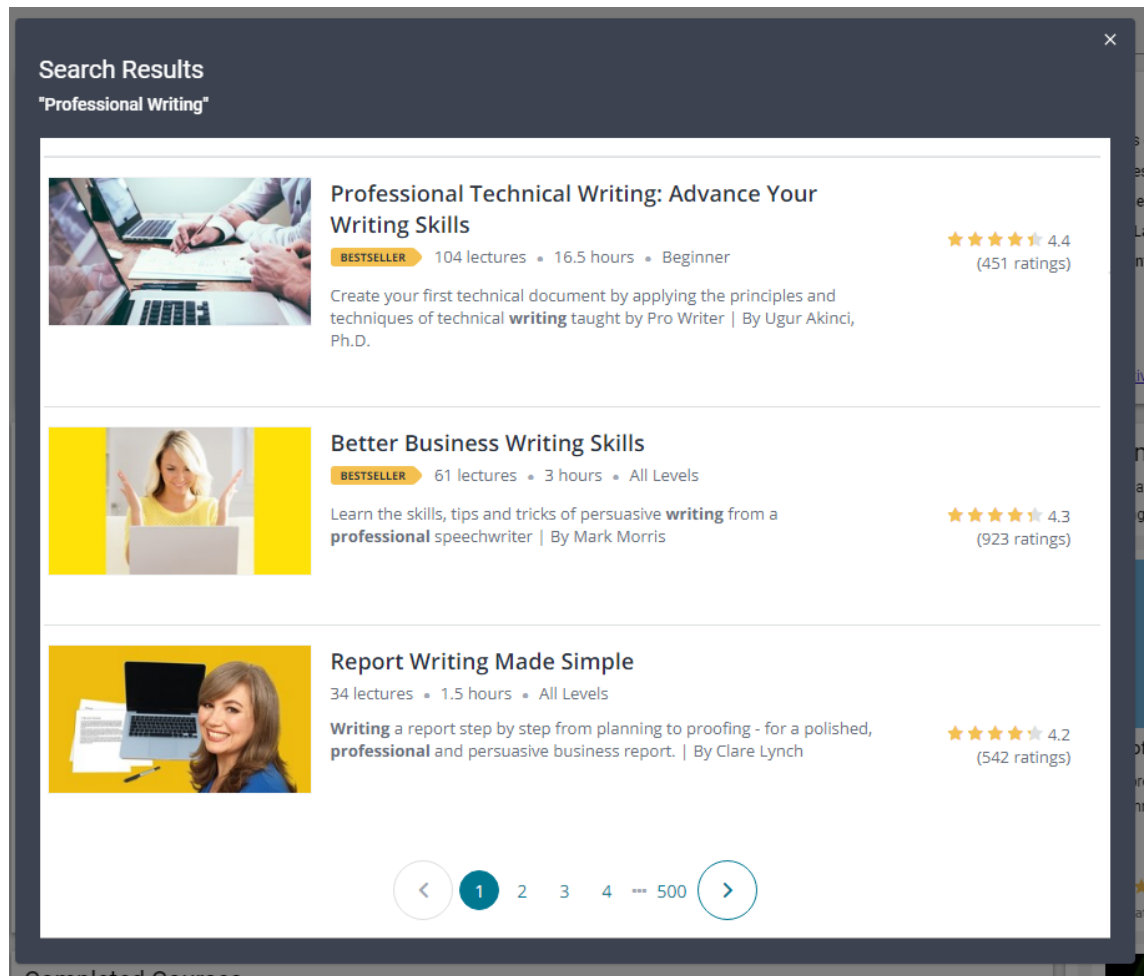 ×
Search Results
"Professional Writing"
Professional Technical Writing: Advance Your
Writing Skills
BESTSELLER 104 lectures • 16.5 hours • Beginner
4.4
(451 ratings)
Create your first technical document by applying the principles and
techniques of technical writing taught by Pro Writer | By Ugur Akinci,
Ph.D.
Better Business Writing Skills
BESTSELLER 61 lectures • 3 hours • All Levels
Learn the skills, tips and tricks of persuasive writing from a
professional speechwriter | By Mark Morris
4.3
(923 ratings)
Report Writing Made Simple
34 lectures • 1.5 hours • All Levels
Writing a report step by step from planning to proofing - for a polished,
professional and persuasive business report. | By Clare Lynch
4.2
(542 ratings)
1 2 3 4 ... 500
Completed Courses